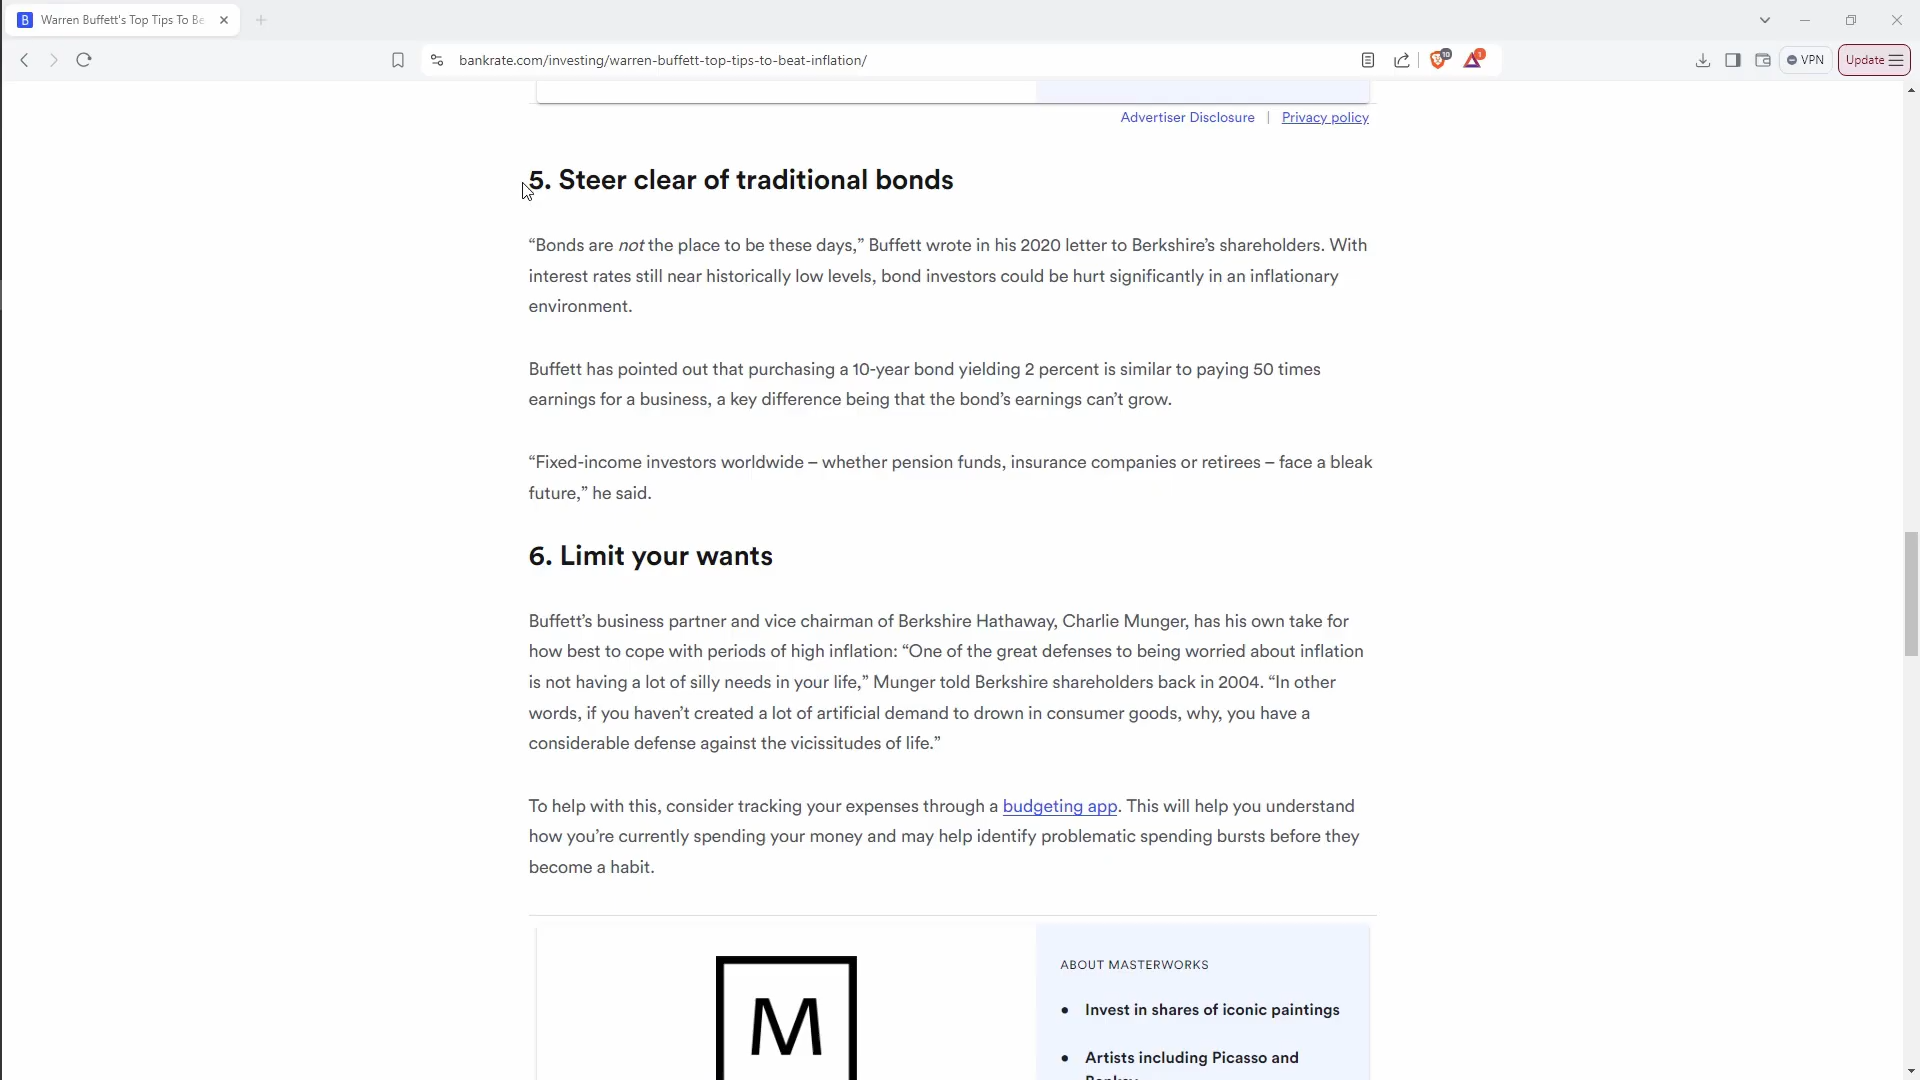 Warren Buffett's Top Tips To Be
bankrate.com/investing/warren-buffett-top-tips-to-beat-inflation/
10
1
VPN
Update
Advertiser Disclosure | Privacy policy
5. Steer clear of traditional bonds
“Bonds are not the place to be these days,” Buffett wrote in his 2020 letter to Berkshire’s shareholders. With
interest rates still near historically low levels, bond investors could be hurt significantly in an inflationary
environment.
Buffett has pointed out that purchasing a 10-year bond yielding 2 percent is similar to paying 50 times
earnings for a business, a key difference being that the bond’s earnings can’t grow.
“Fixed-income investors worldwide – whether pension funds, insurance companies or retirees – face a bleak
future,” he said.
6. Limit your wants
Buffett’s business partner and vice chairman of Berkshire Hathaway, Charlie Munger, has his own take for
how best to cope with periods of high inflation: “One of the great defenses to being worried about inflation
is not having a lot of silly needs in your life,” Munger told Berkshire shareholders back in 2004. “In other
words, if you haven’t created a lot of artificial demand to drown in consumer goods, why, you have a
considerable defense against the vicissitudes of life.”
To help with this, consider tracking your expenses through a budgeting app. This will help you understand
how you’re currently spending your money and may help identify problematic spending bursts before they
become a habit.
M
ABOUT MASTERWORKS
• Invest in shares of iconic paintings
• Artists including Picasso and